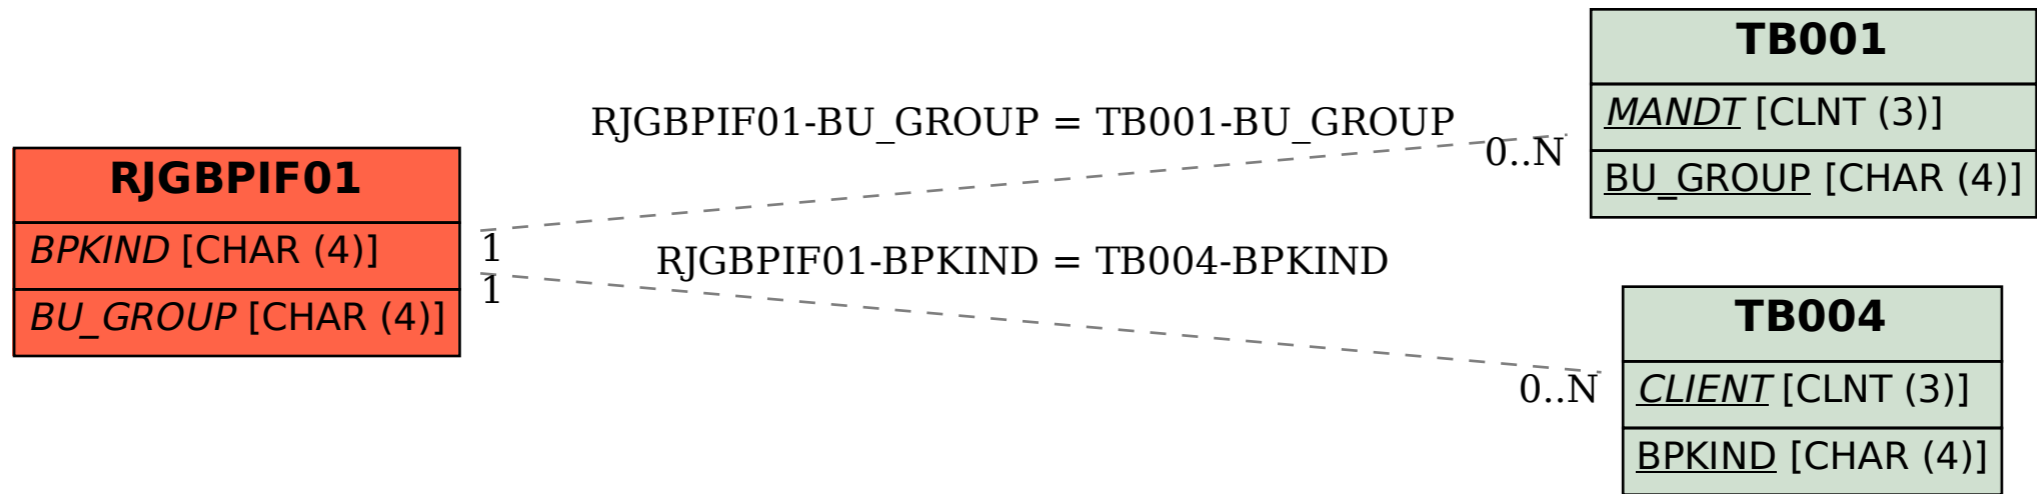 RJGBPIF01
BPKIND [CHAR (4)]
BU_GROUP [CHAR (4)]
RJGBPIF01-BU_GROUP = TB001-BU_GROUP
1
0..N
RJGBPIF01-BPKIND = TB004-BPKIND
1
0..N
TB001
MANDT [CLNT (3)]
BU_GROUP [CHAR (4)]
TB004
CLIENT [CLNT (3)]
BPKIND [CHAR (4)]